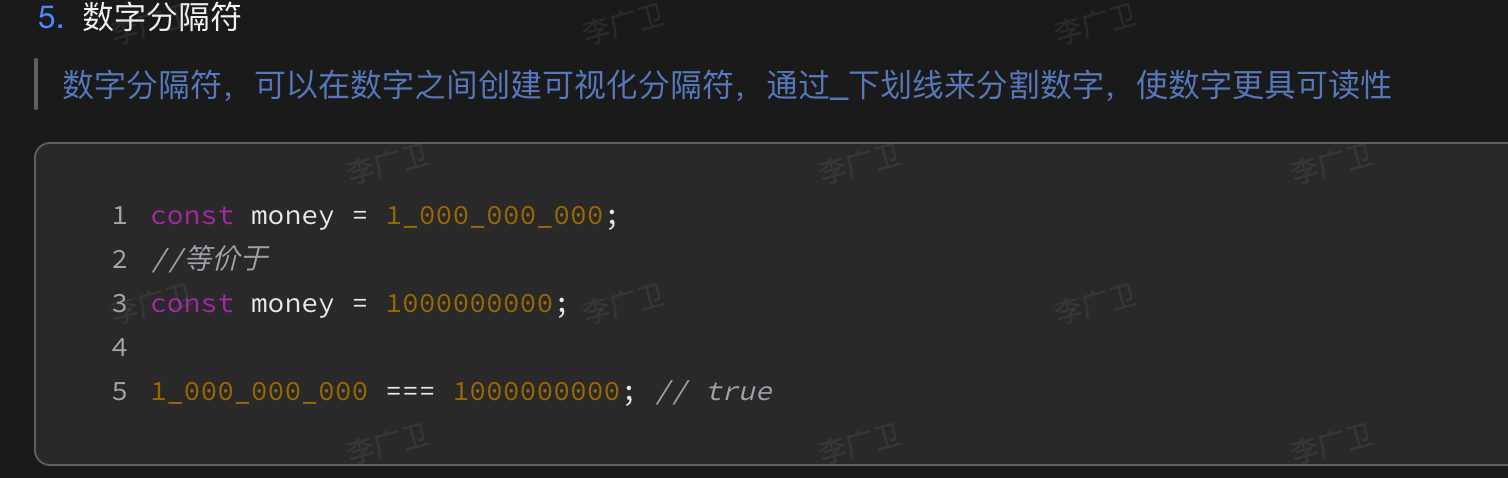 5. 数字分隔符
数字分隔符，可以在数字之间创建可视化分隔符，通过_下划线来分割数字，使数字更具可读性
李广卫 李广卫 李广卫
李广卫 李广卫 李广卫
1 const money = 1_000_000_000;
2 //等价于
3 const money = 1000000000;
李广卫 李广卫 李广卫
4
5 1_000_000_000 === 1000000000; // true
李广卫 李广卫 李广卫